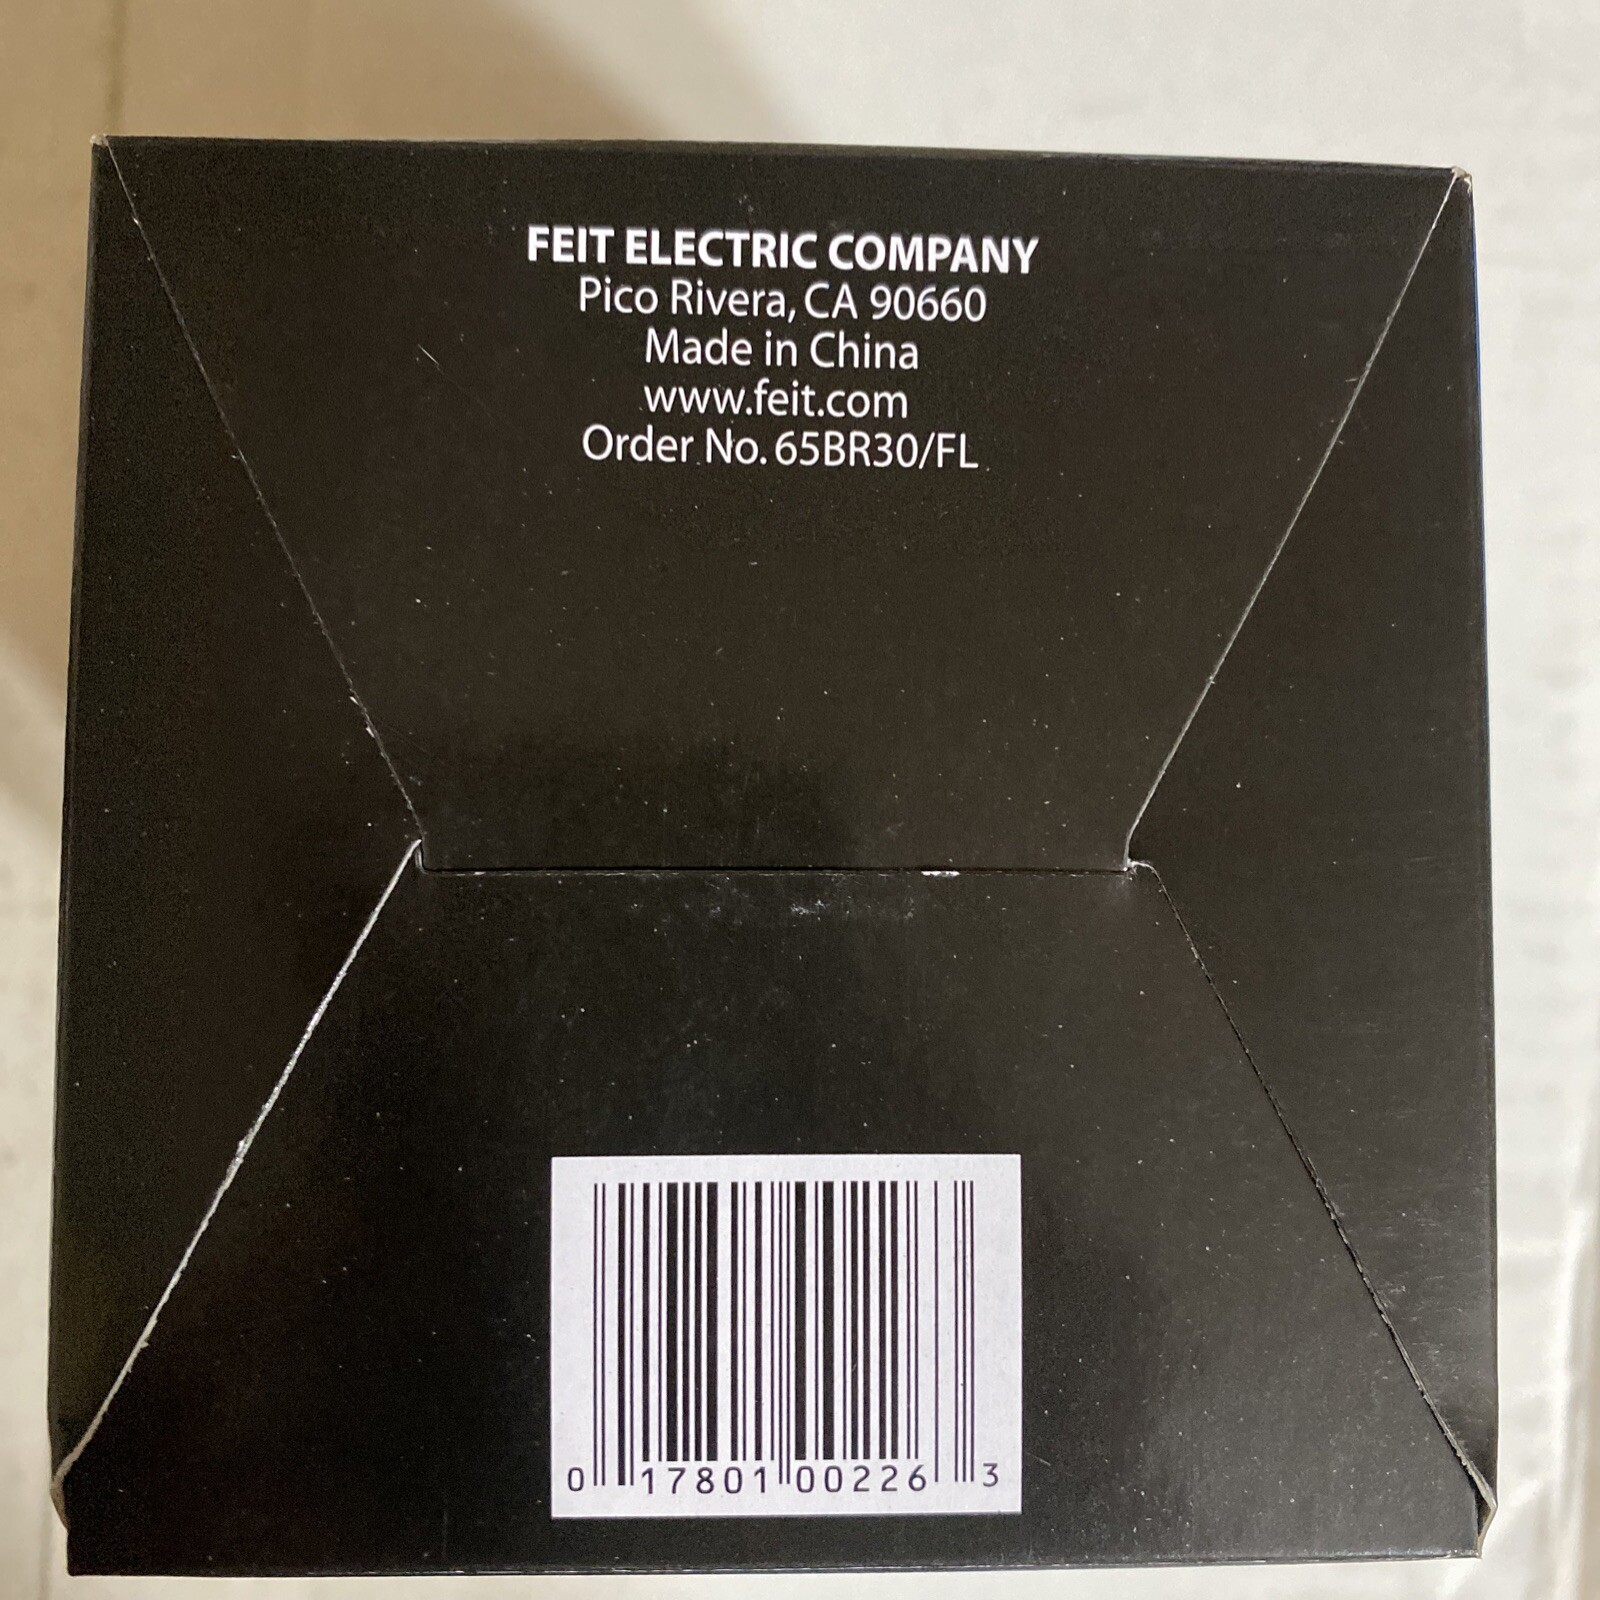 FEIT ELECTRIC COMPANY
Pico Rivera, CA 90660
Made in China
www.feit.com
Order No. 65BR30/FL
0 17801 00226 3